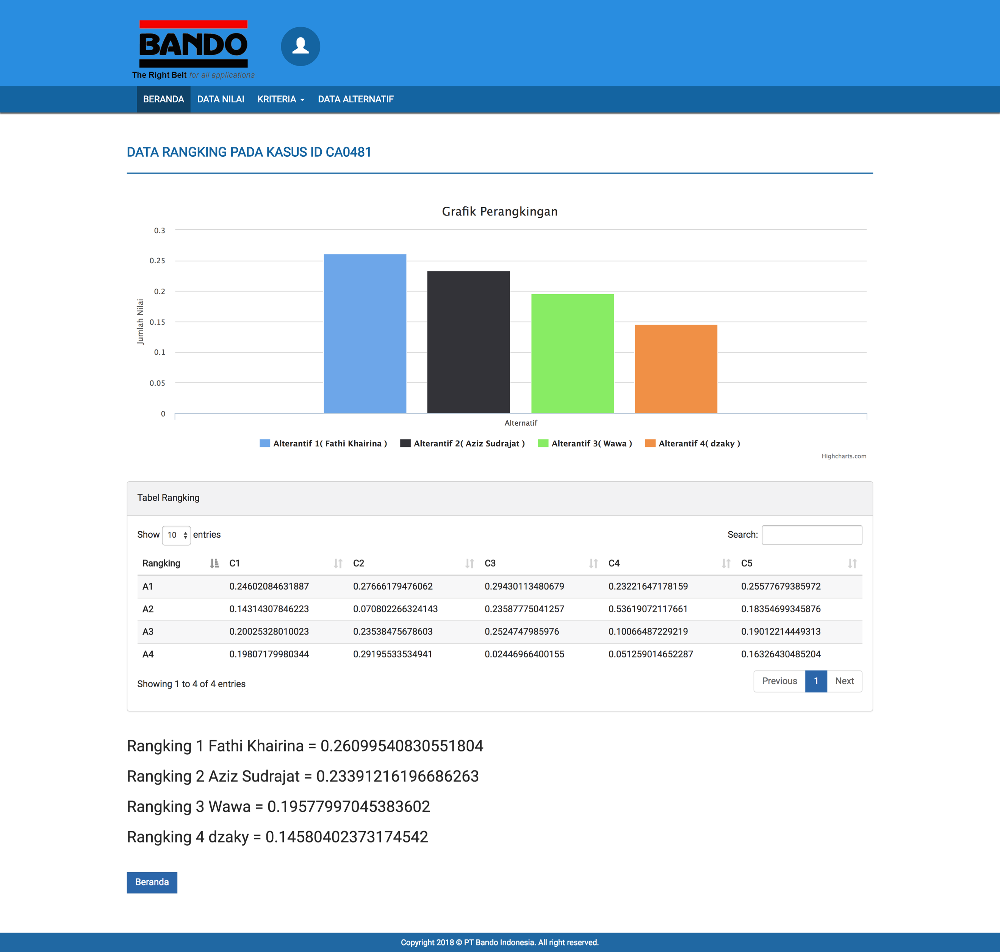 BANDO
The Right Belt for all applications
BERANDA DATA NILAI KRITERIA DATA ALTERNATIF
DATA RANGKING PADA KASUS ID CA0481
Grafik Perangkingan
0.3
0.25
0.2
0.15
0.1
0.05
0
Jumlah Nilai
Alternatif
Alterantif 1( Fathi Khairina ) Alterantif 2( Aziz Sudrajat ) Alterantif 3( Wawa ) Alterantif 4( dzaky )
Highcharts.com
Tabel Rangking
Show 10 entries Search:
Rangking C1 C2 C3 C4 C5
A1 0.24602084631887 0.27666179476062 0.29430113480679 0.23221647178159 0.25577679385972
A2 0.14314307846223 0.070802266324143 0.23587775041257 0.53619072117661 0.18354699345876
A3 0.20025328010023 0.23538475678603 0.2524747985976 0.10066487229219 0.19012214449313
A4 0.19807179980344 0.29195533534941 0.02446966400155 0.051259014652287 0.16326430485204
Showing 1 to 4 of 4 entries Previous 1 Next
Rangking 1 Fathi Khairina = 0.26099540830551804
Rangking 2 Aziz Sudrajat = 0.23391216196686263
Rangking 3 Wawa = 0.19577997045383602
Rangking 4 dzaky = 0.14580402373174542
Beranda
Copyright 2018 © PT Bando Indonesia. All right reserved.